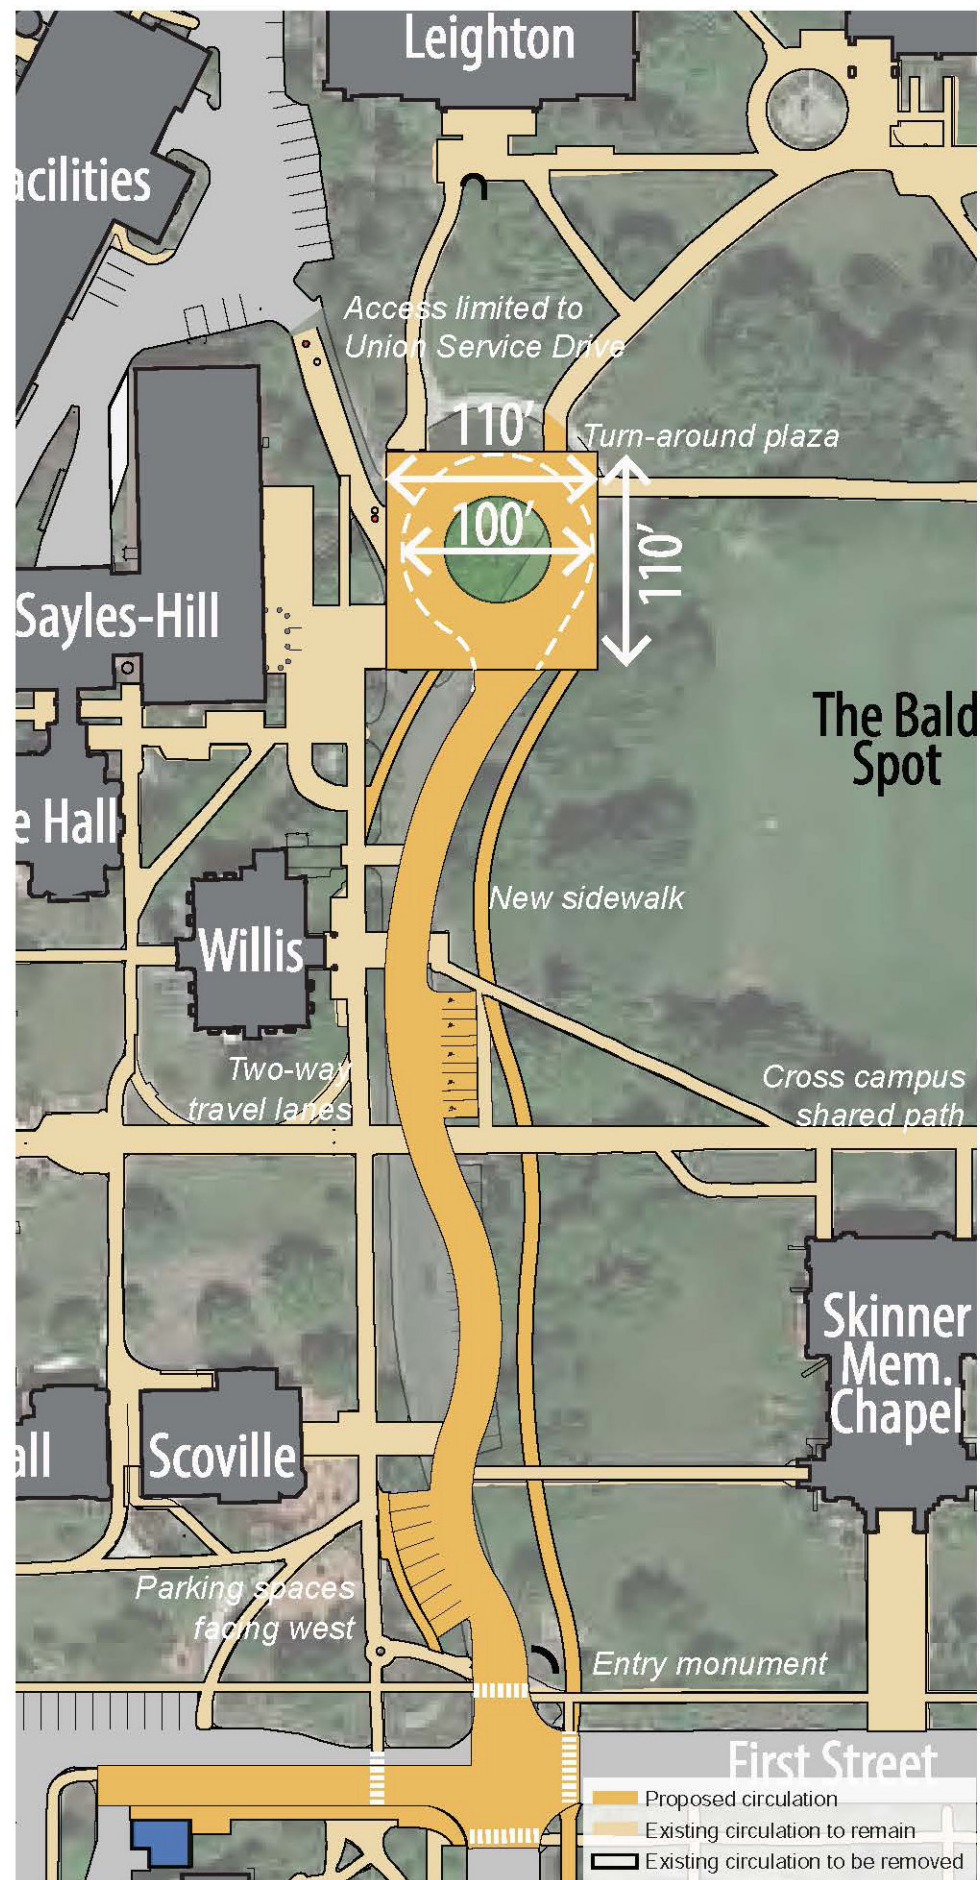 Leighton
acilities
Access limited to
Union Service Drive
110'
Turn-around plaza
100'
110'
Sayles-Hill
The Bald
Spot
e Hall
New sidewalk
Willis
Two-way
travel lanes
Cross campus
shared path
Skinner
Mem.
Chapel
all
Scoville
Parking spaces
facing west
Entry monument
First Street
Proposed circulation
Existing circulation to remain
Existing circulation to be removed